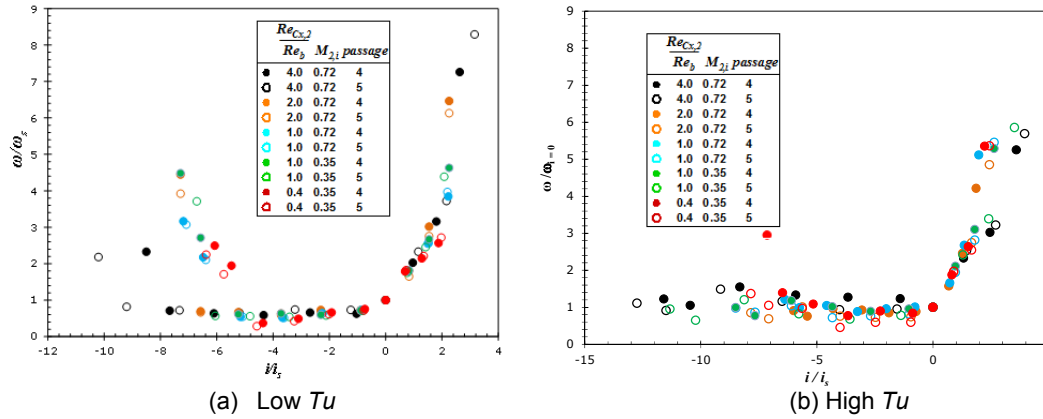 9
8
7
6
5
4
3
2
1
0
ω/ω_s
Re_Cx,2
Re_b M_2,i passage
4.0 0.72 4
4.0 0.72 5
2.0 0.72 4
2.0 0.72 5
1.0 0.72 4
1.0 0.72 5
1.0 0.35 4
1.0 0.35 5
0.4 0.35 4
0.4 0.35 5
-12 -10 -8 -6 -4 -2 0 2 4
i/i_s
(a) Low Tu
9
8
7
6
5
4
3
2
1
0
ω/ω_i=0
Re_Cx,2
Re_b M_2,i passage
4.0 0.72 4
4.0 0.72 5
2.0 0.72 4
2.0 0.72 5
1.0 0.72 4
1.0 0.72 5
1.0 0.35 4
1.0 0.35 5
0.4 0.35 4
0.4 0.35 5
-15 -10 -5 0
i / i_s
(b) High Tu